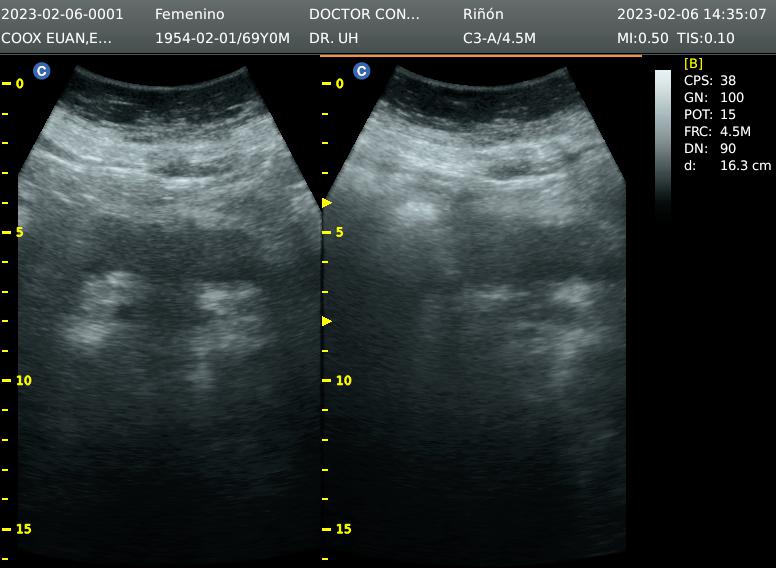 2023-02-06-0001 Femenino DOCTOR CON... Riñón 2023-02-06 14:35:07
COOX EUAN,E... 1954-02-01/69Y0M DR. UH C3-A/4.5M MI:0.50 TIS:0.10
C C [B]
0 0 CPS: 38
GN: 100
POT: 15
FRC: 4.5M
DN: 90
d: 16.3 cm
5 5
10 10
15 15